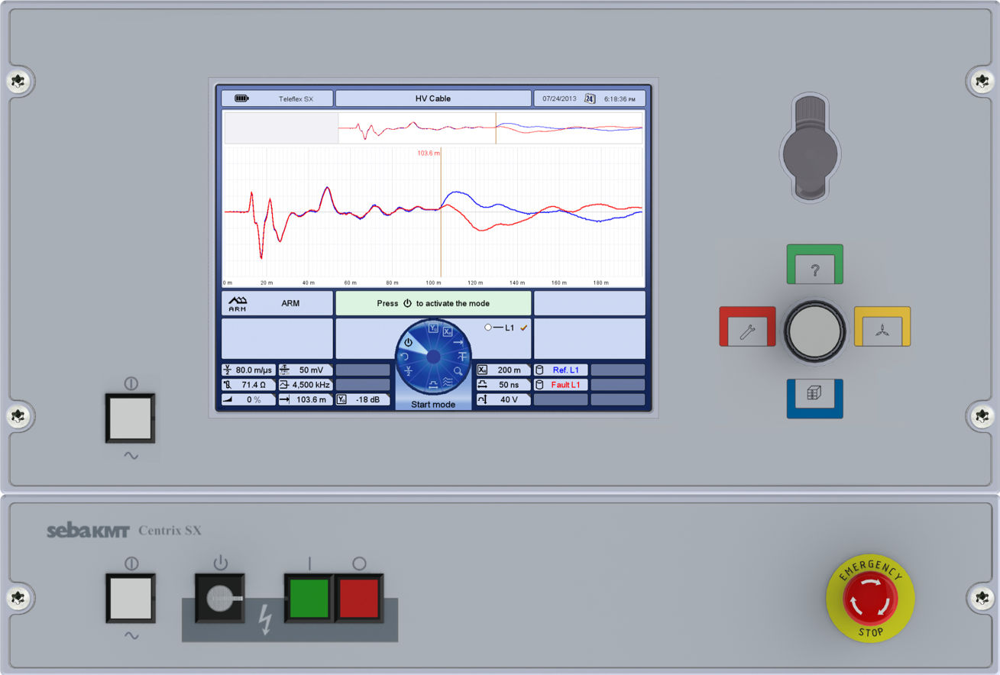 Teleflex SX
HV Cable
07/24/2013 24 6:18:36 PM
103.6 m
0 m 20 m 40 m 60 m 80 m 100 m 120 m 140 m 160 m 180 m
ARM
ARM
Press to activate the mode
L1
80.0 m/µs
50 mV
71.4 Ω
4,500 kHz
0 %
103.6 m
-18 dB
Start mode
200 m
50 ns
40 V
Ref. L1
Fault L1
?
sebaKMT Centrix SX
EMERGENCY
STOP